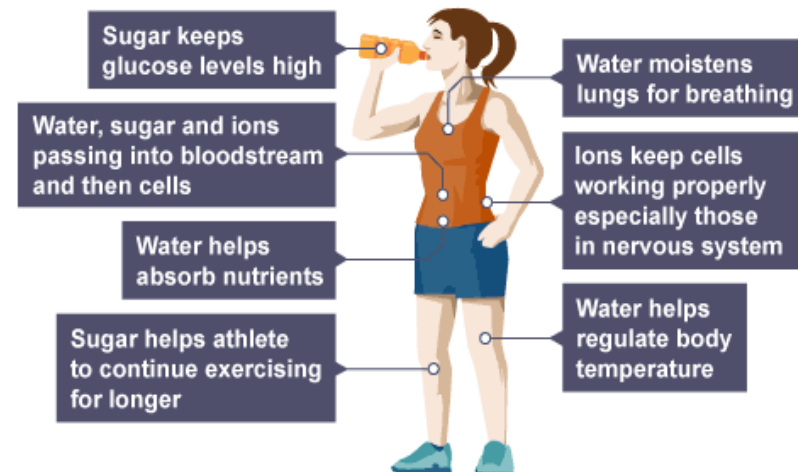 Sugar keeps
glucose levels high
Water, sugar and ions
passing into bloodstream
and then cells
Water helps
absorb nutrients
Sugar helps athlete
to continue exercising
for longer
Water moistens
lungs for breathing
Ions keep cells
working properly
especially those
in nervous system
Water helps
regulate body
temperature